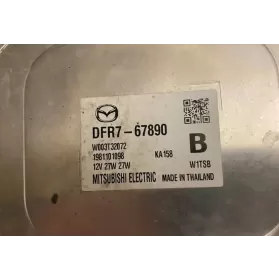 DFR7-67890
W003T32072
1981101098 KA158
12V 27W 27W
B
W1TSB
MITSUBISHI ELECTRIC MADE IN THAILAND